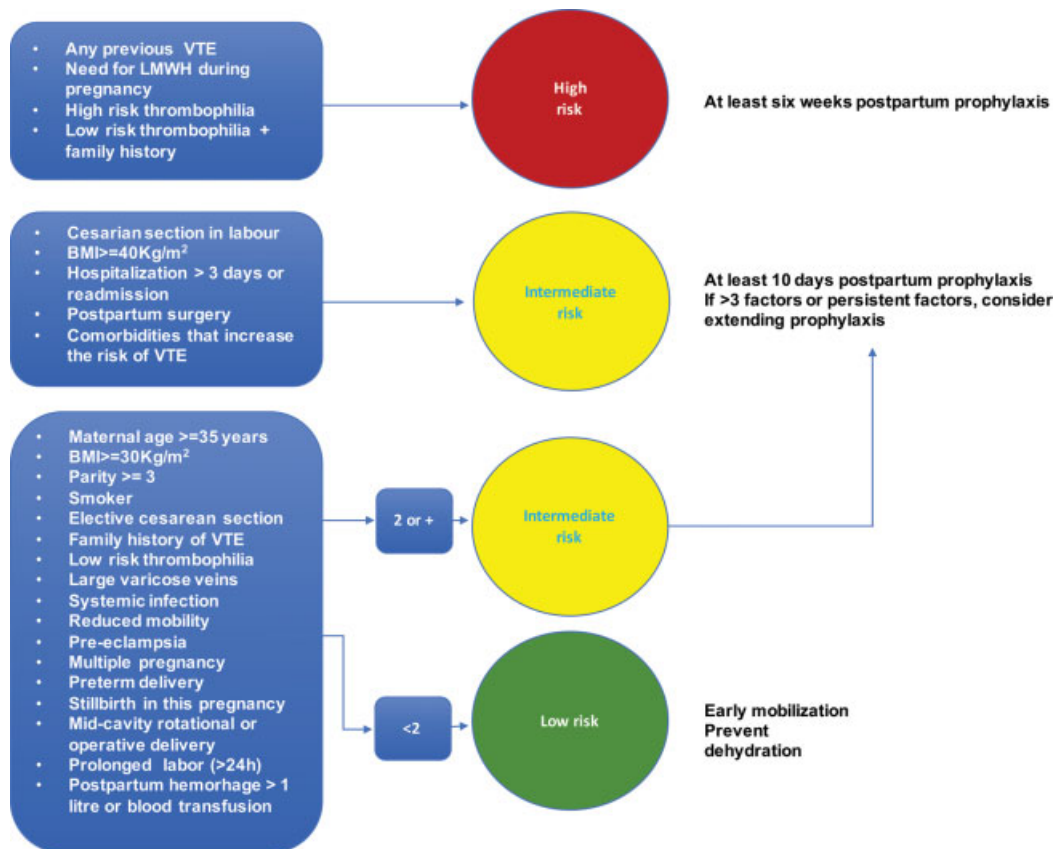 • Any previous VTE
• Need for LMWH during
pregnancy
• High risk thrombophilia
• Low risk thrombophilia +
family history
High
risk
At least six weeks postpartum prophylaxis
• Cesarian section in labour
• BMI>=40Kg/m²
• Hospitalization > 3 days or
readmission
• Postpartum surgery
• Comorbidities that increase
the risk of VTE
Intermediate
risk
At least 10 days postpartum prophylaxis
If >3 factors or persistent factors, consider
extending prophylaxis
• Maternal age >=35 years
• BMI>=30Kg/m²
• Parity >= 3
• Smoker
• Elective cesarean section
• Family history of VTE
• Low risk thrombophilia
• Large varicose veins
• Systemic infection
• Reduced mobility
• Pre-eclampsia
• Multiple pregnancy
• Preterm delivery
• Stillbirth in this pregnancy
• Mid-cavity rotational or
operative delivery
• Prolonged labor (>24h)
• Postpartum hemorhage > 1
litre or blood transfusion
2 or +
Intermediate
risk
<2
Low risk
Early mobilization
Prevent
dehydration